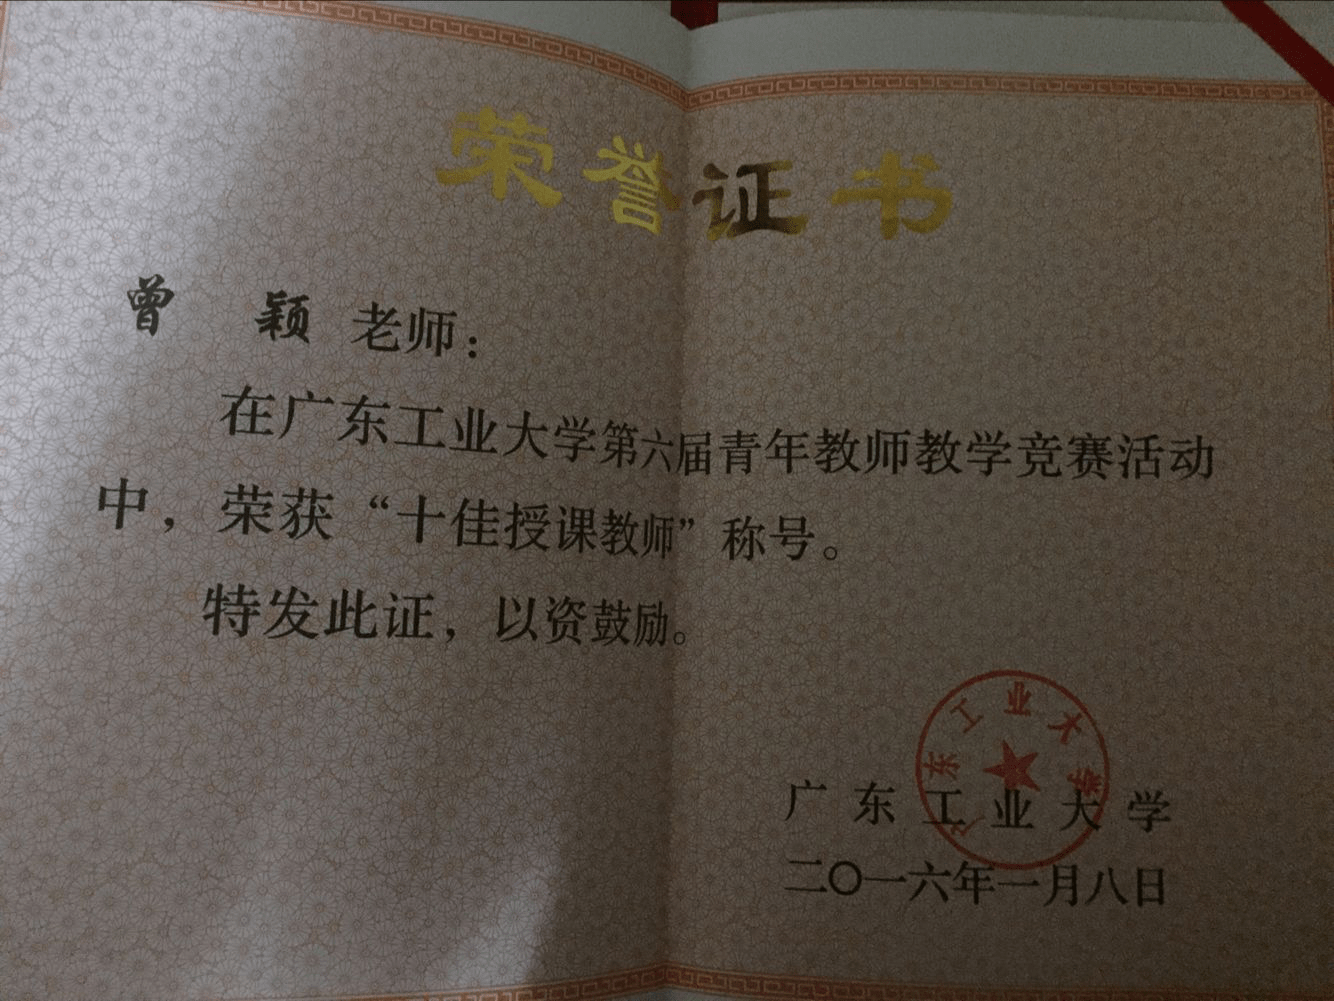 荣誉证书
曾 颖 老师：
在广东工业大学第六届青年教师教学竞赛活动
中，荣获“十佳授课教师”称号。
特发此证，以资鼓励。
广东工业大学
广东工业大学
二〇一六年一月八日